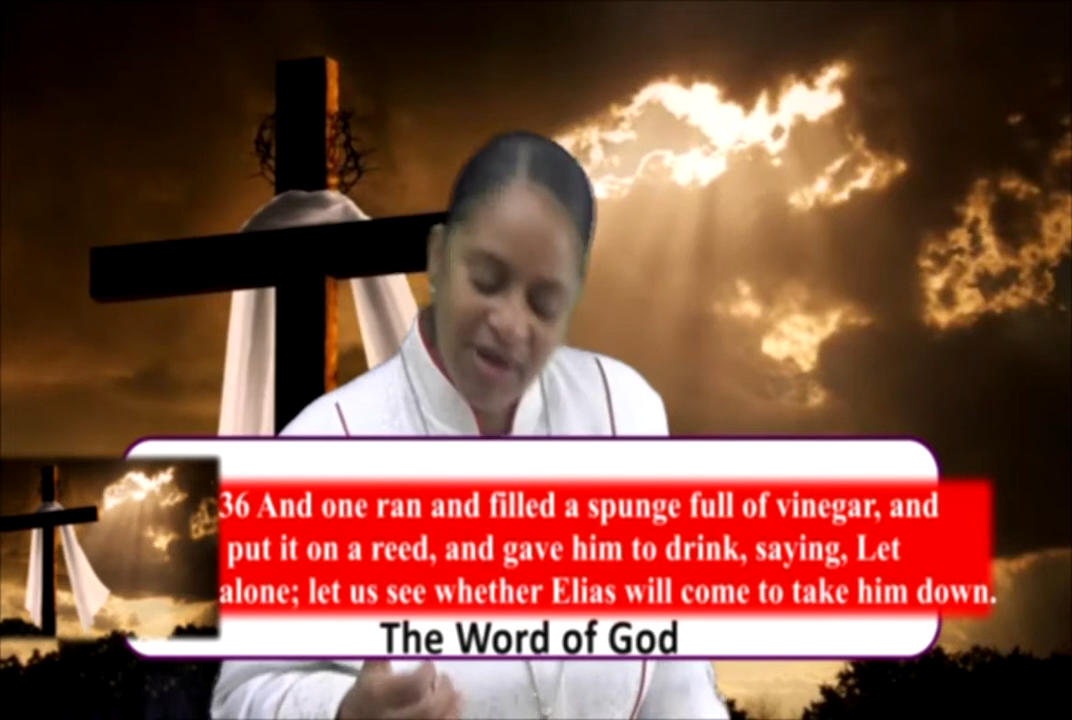 36 And one ran and filled a spunge full of vinegar, and
put it on a reed, and gave him to drink, saying, Let
alone; let us see whether Elias will come to take him down.
The Word of God